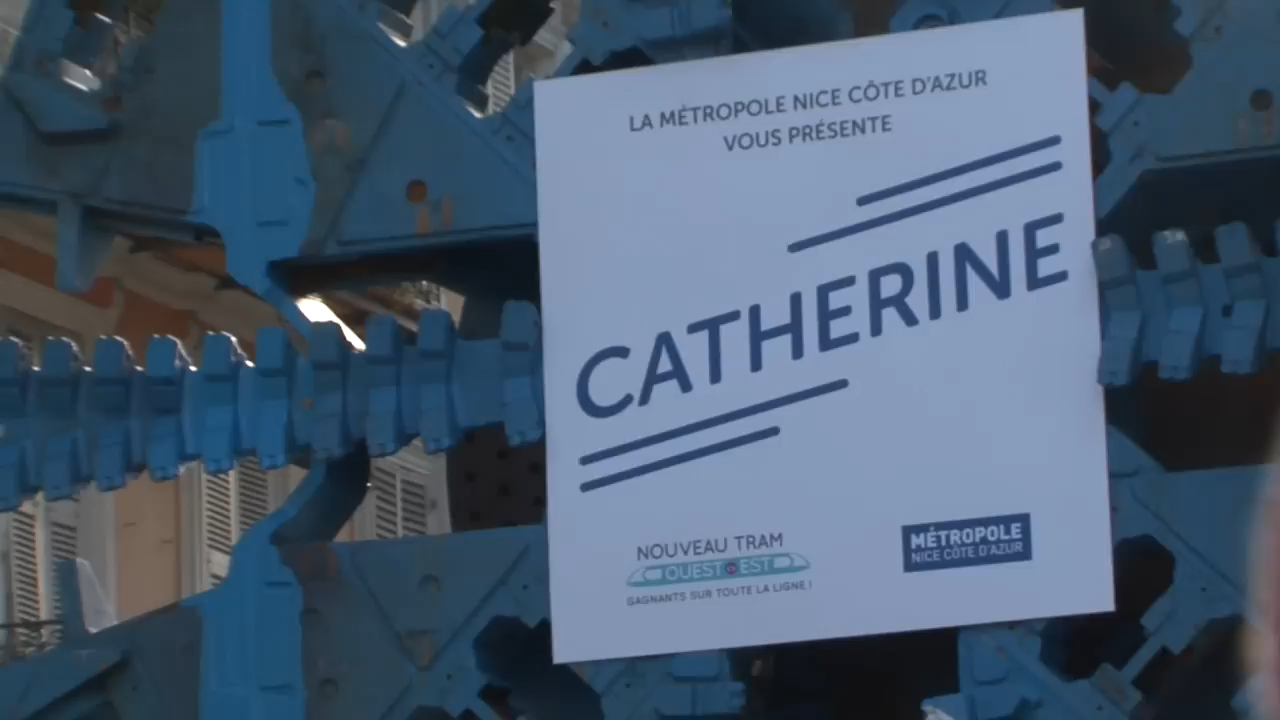 LA MÉTROPOLE NICE CÔTE D'AZUR
VOUS PRÉSENTE
CATHERINE
NOUVEAU TRAM
OUEST EST
GAGNANTS SUR TOUTE LA LIGNE !
MÉTROPOLE
NICE CÔTE D'AZUR